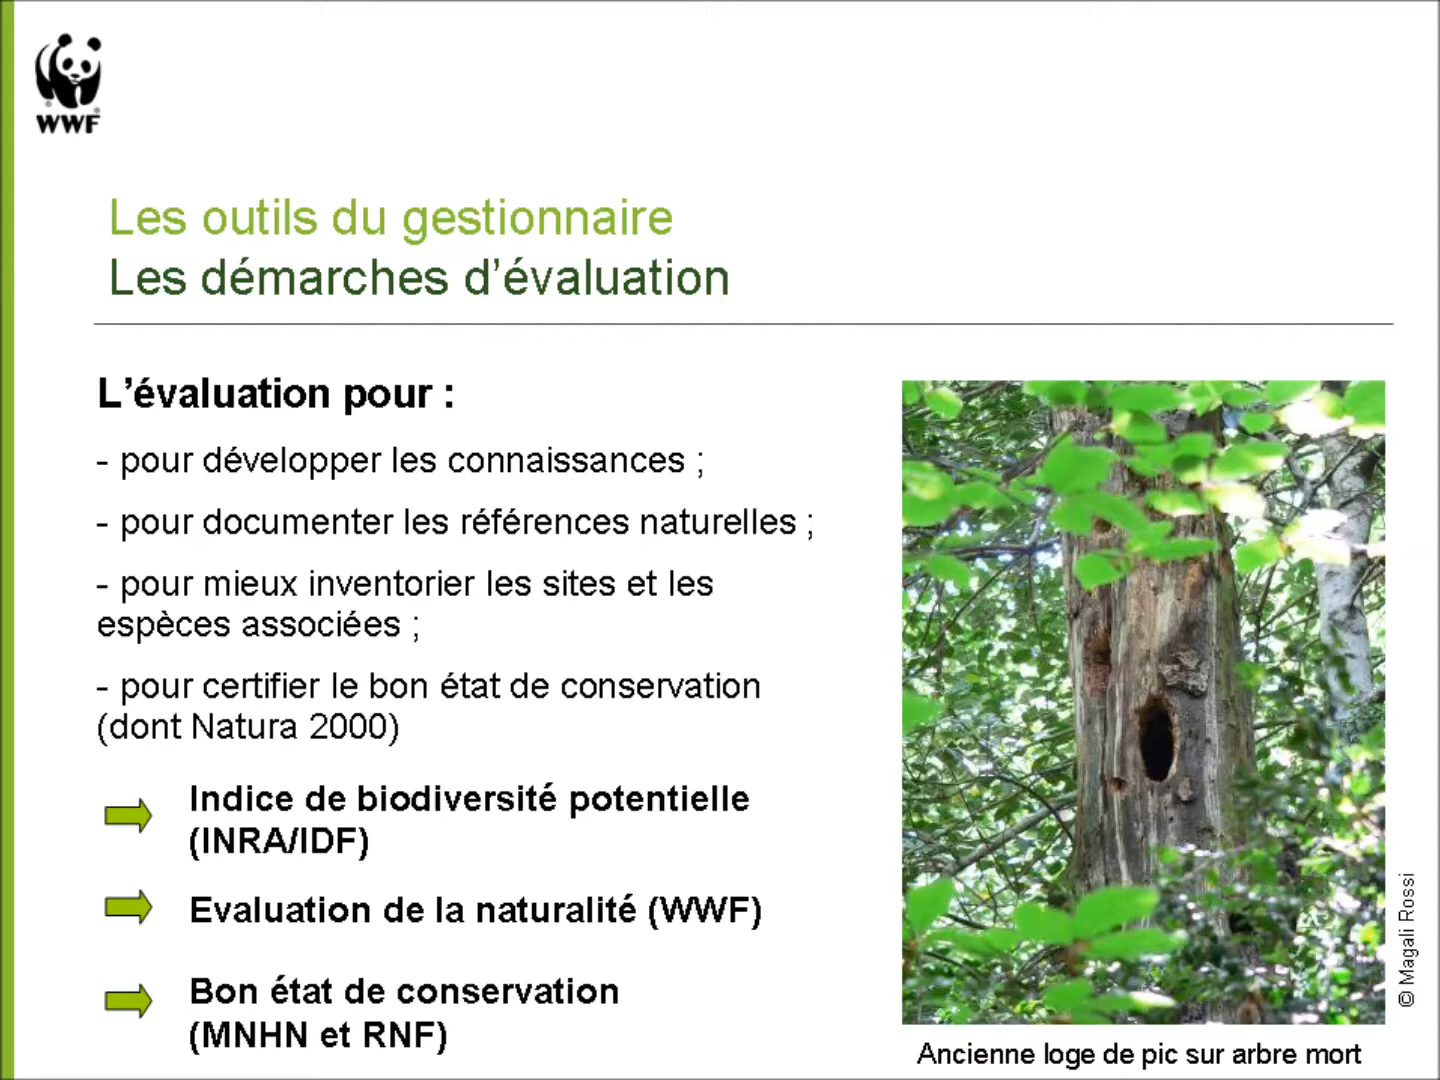 WWF
Les outils du gestionnaire
Les démarches d’évaluation
L’évaluation pour :
- pour développer les connaissances ;
- pour documenter les références naturelles ;
- pour mieux inventorier les sites et les
espèces associées ;
- pour certifier le bon état de conservation
(dont Natura 2000)
Indice de biodiversité potentielle
(INRA/IDF)
Evaluation de la naturalité (WWF)
Bon état de conservation
(MNHN et RNF)
© Magali Rossi
Ancienne loge de pic sur arbre mort